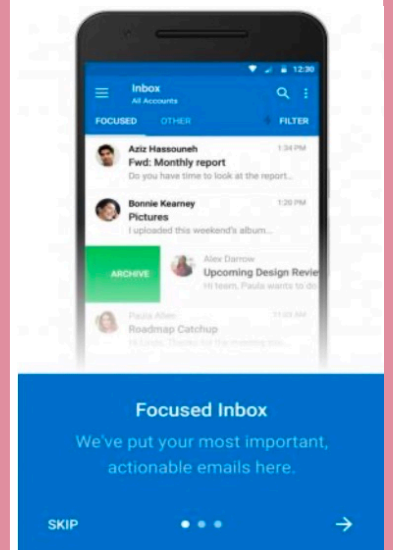 12:30
Inbox
All Accounts
FOCUSED OTHER FILTER
Aziz Hassouneh 1:34 PM
Fwd: Monthly report
Do you have time to look at the report...
Bonnie Kearney 1:28 PM
Pictures
I uploaded this weekend's album...
ARCHIVE
Alex Darrow
Upcoming Design Revie
Hi team, Paula wants to do
Paula Allen
Roadmap Catchup
Focused Inbox
We've put your most important,
actionable emails here.
SKIP